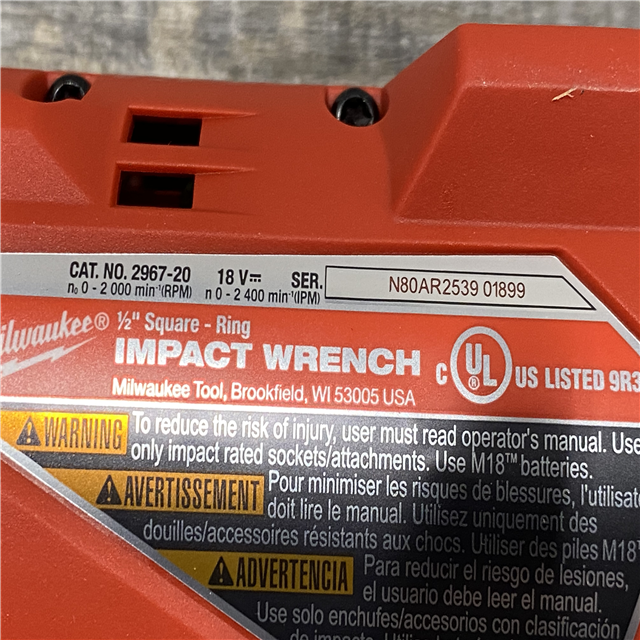 CAT. NO. 2967-20 18 V⎓ SER. N80AR2539 01899
n₀ 0 - 2 000 min⁻¹(RPM) n 0 - 2 400 min⁻¹(IPM)
Milwaukee® ½" Square - Ring
IMPACT WRENCH
Milwaukee Tool, Brookfield, WI 53005 USA
C UL® US LISTED 9R3
WARNING To reduce the risk of injury, user must read operator's manual. Use
only impact rated sockets/attachments. Use M18™ batteries.
AVERTISSEMENT Pour minimiser les risques de blessures, l'utilisat
doit lire le manual. Utilisez uniquement des
douilles/accessoires résistants aux chocs. Utiliser des piles M18™
ADVERTENCIA Para reducir el riesgo de lesiones,
el usuario debe leer el manual.
Use solo enchufes/accesorios con clasificación
de impacto. Utilice